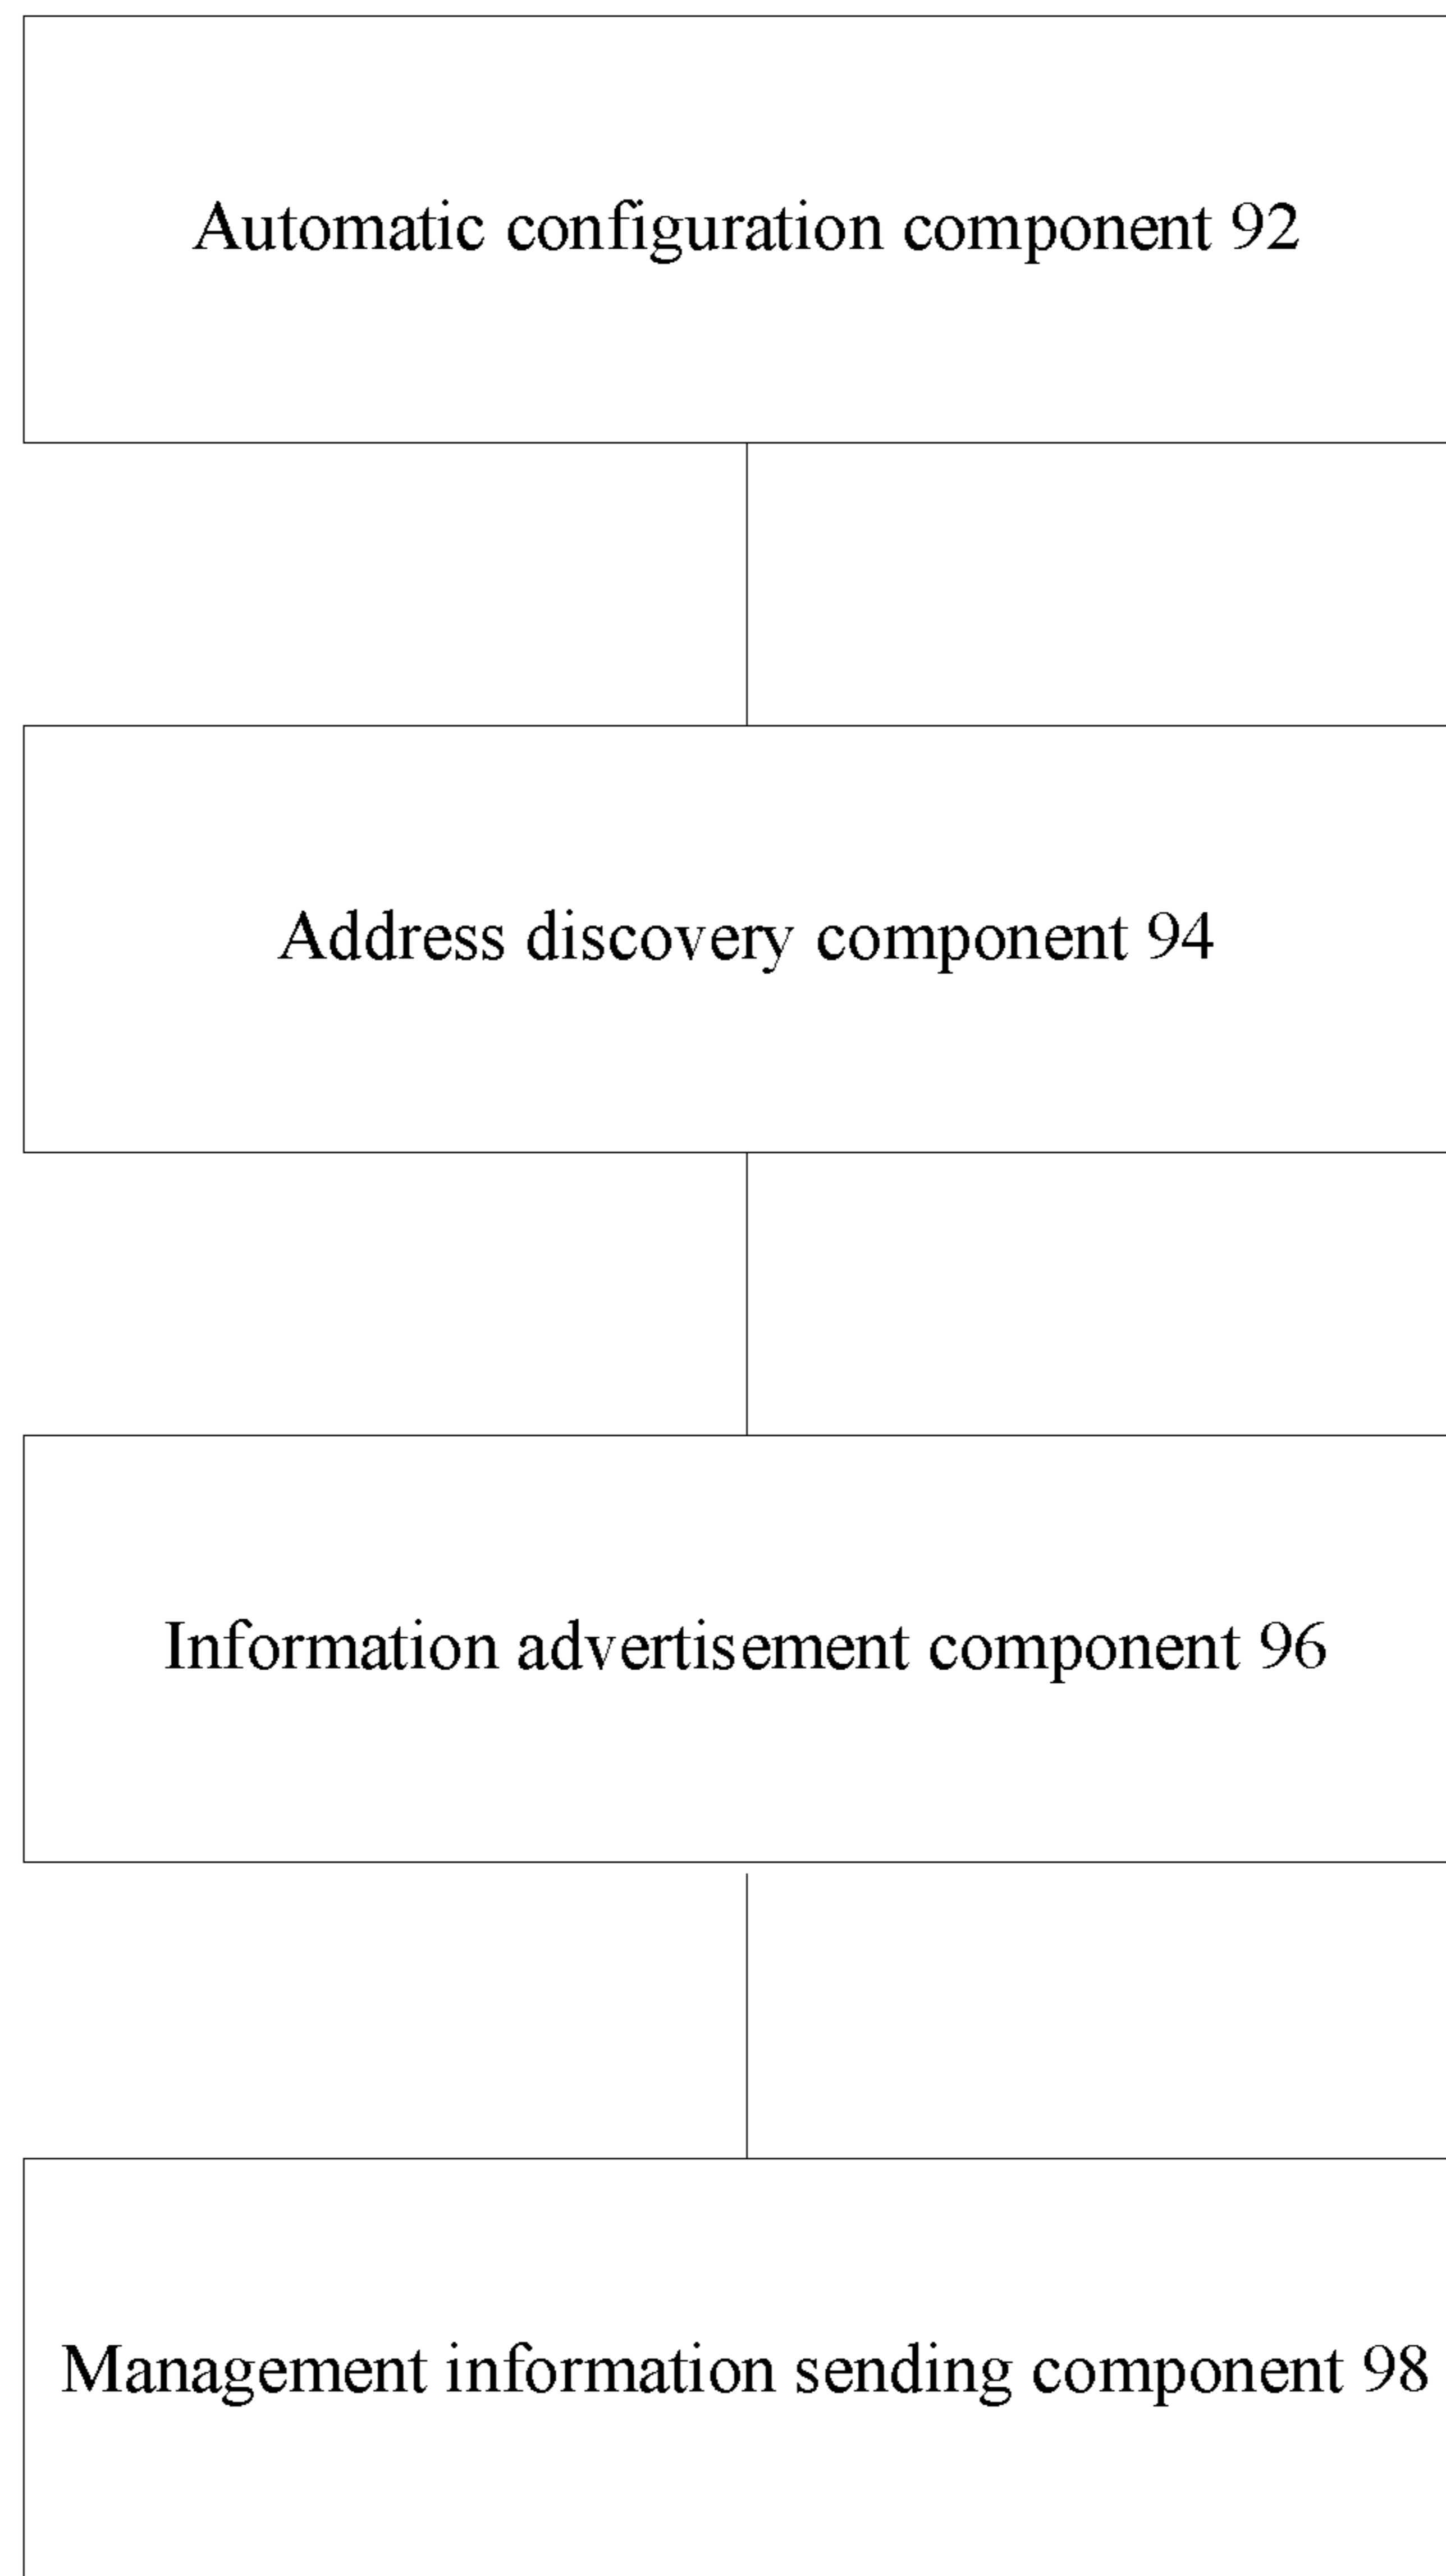 Automatic configuration component 92
Address discovery component 94
Information advertisement component 96
Management information sending component 98